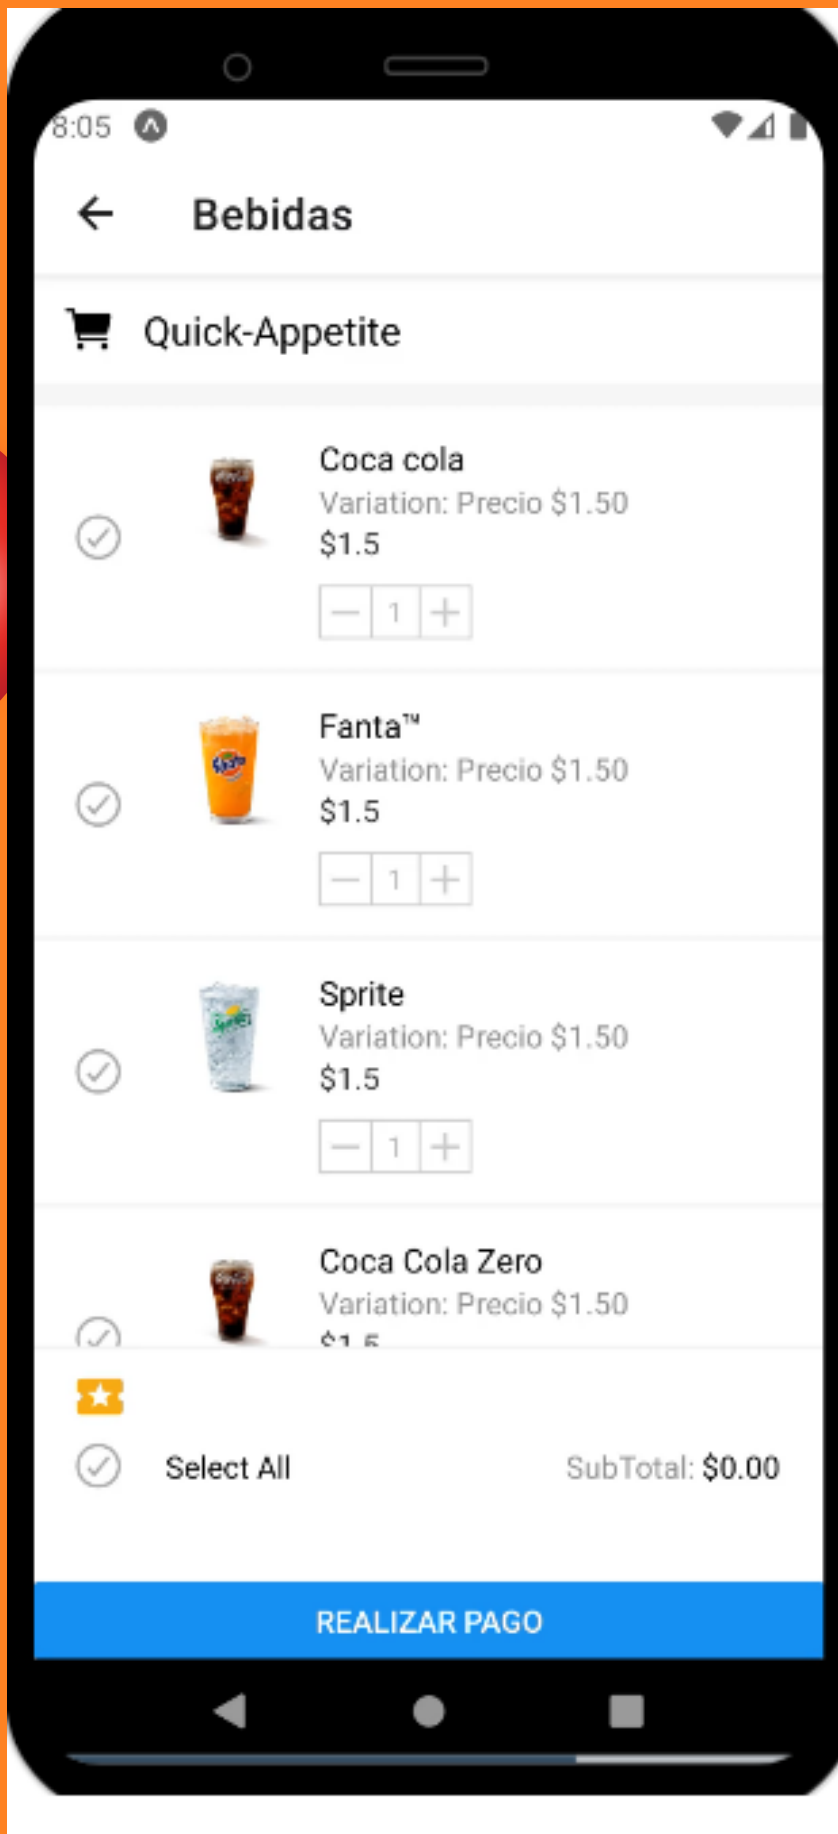 8:05
Bebidas
Quick-Appetite
Coca cola
Variation: Precio $1.50
$1.5
1
Fanta™
Variation: Precio $1.50
$1.5
1
Sprite
Variation: Precio $1.50
$1.5
1
Coca Cola Zero
Variation: Precio $1.50
$1.5
Select All
SubTotal: $0.00
REALIZAR PAGO